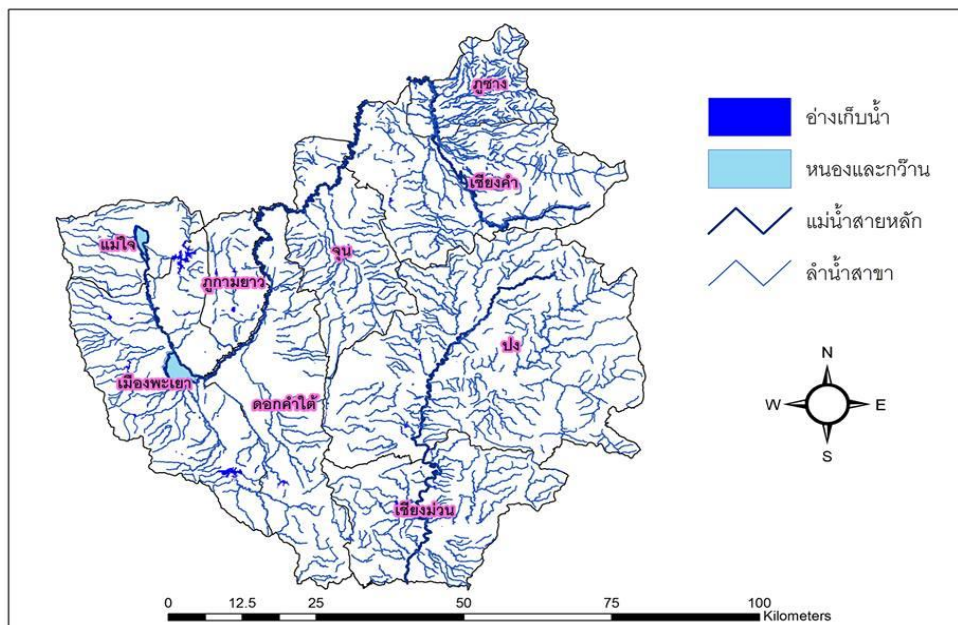 ภูซาง
เชียงคำ
แม่ใจ
จุน
ภูกามยาว
ปง
เมืองพะเยา
ดอกคำใต้
เชียงม่วน
อ่างเก็บน้ำ
หนองและกว๊าน
แม่น้ำสายหลัก
ลำน้ำสาขา
N
W E
S
0 12.5 25 50 75 100
Kilometers